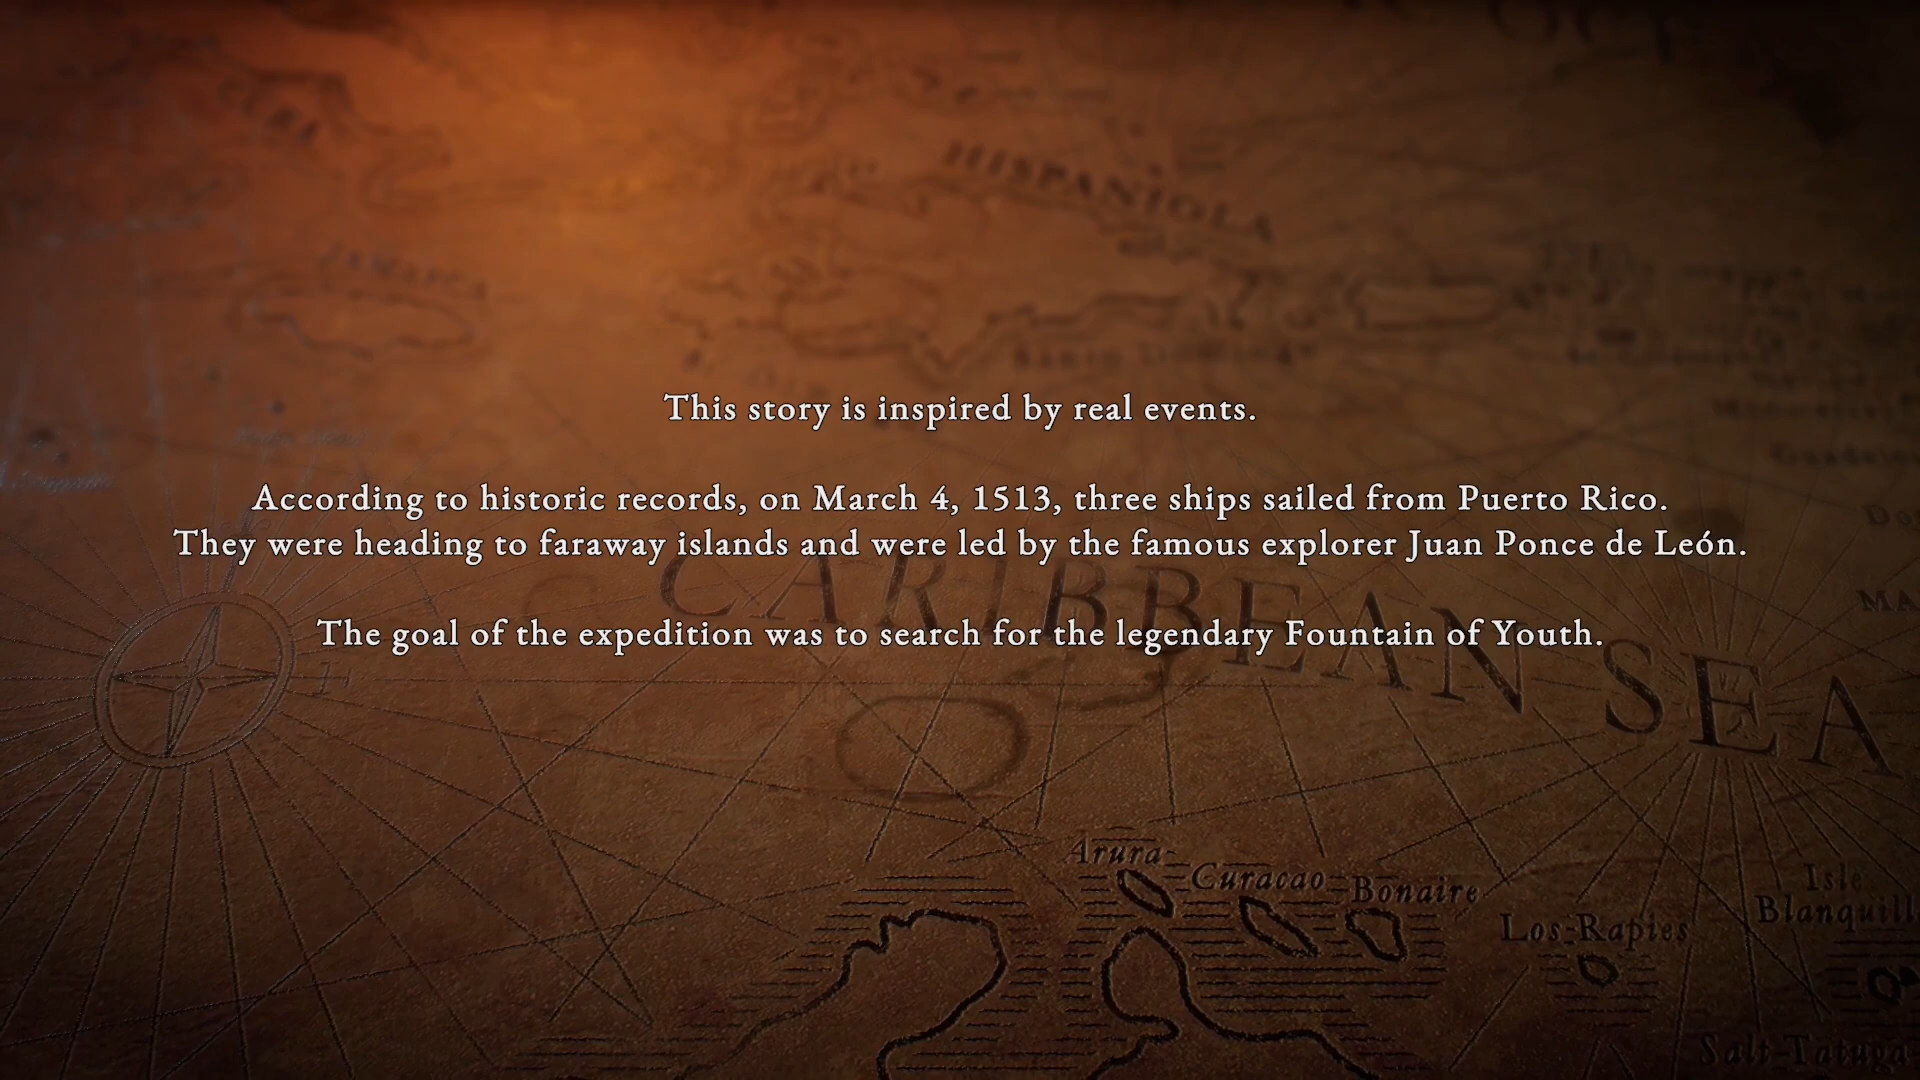 HISPANIOLA
JAMAICA
This story is inspired by real events.
According to historic records, on March 4, 1513, three ships sailed from Puerto Rico.
They were heading to faraway islands and were led by the famous explorer Juan Ponce de León.
CARIBBEAN SEA
The goal of the expedition was to search for the legendary Fountain of Youth.
Arura
Curacao
Bonaire
Los-Rapies
Isle
Blanquill
Salt-Tatuga